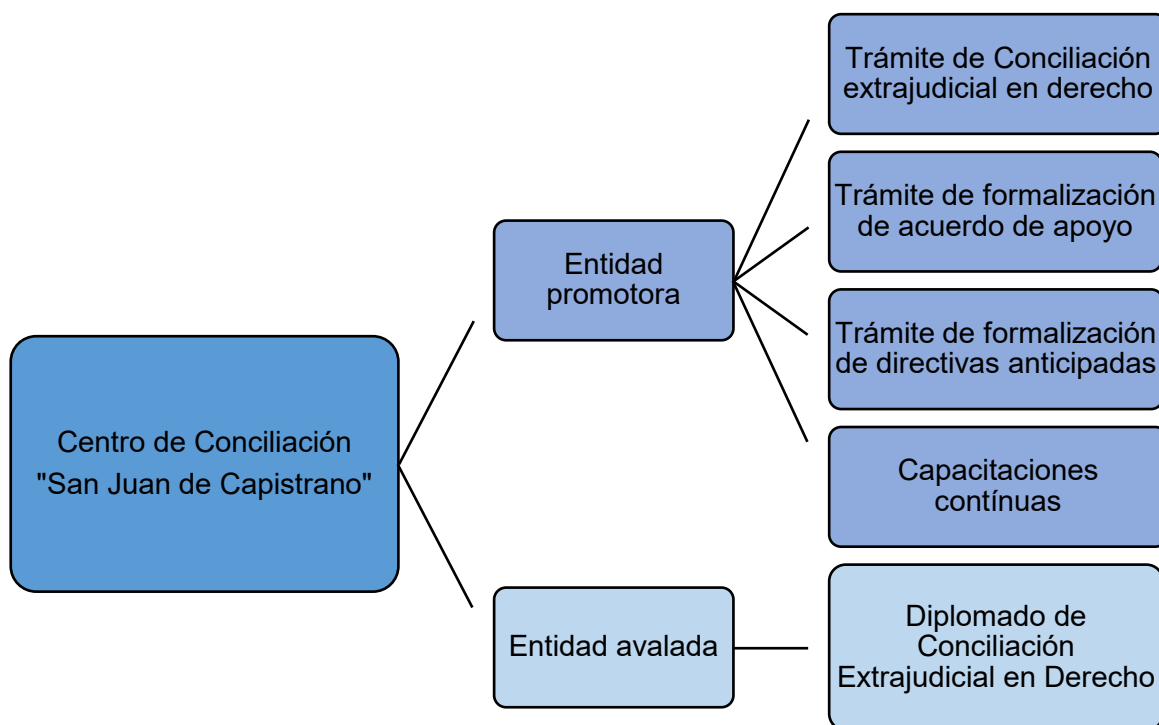 Trámite de Conciliación
extrajudicial en derecho
Trámite de formalización
de acuerdo de apoyo
Entidad
promotora
Trámite de formalización
de directivas anticipadas
Centro de Conciliación
"San Juan de Capistrano"
Capacitaciones
contínuas
Entidad avalada
Diplomado de
Conciliación
Extrajudicial en Derecho